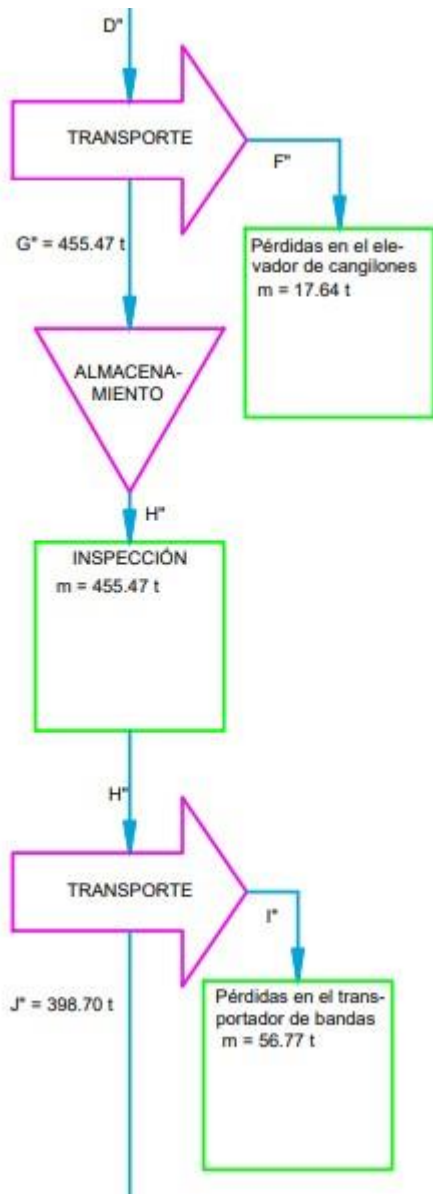 D"
TRANSPORTE
F"
G" = 455.47 t
Pérdidas en el ele-
vador de cangilones
m = 17.64 t
ALMACENA-
MIENTO
H"
INSPECCIÓN
m = 455.47 t
H"
TRANSPORTE
I"
J" = 398.70 t
Pérdidas en el trans-
portador de bandas
m = 56.77 t